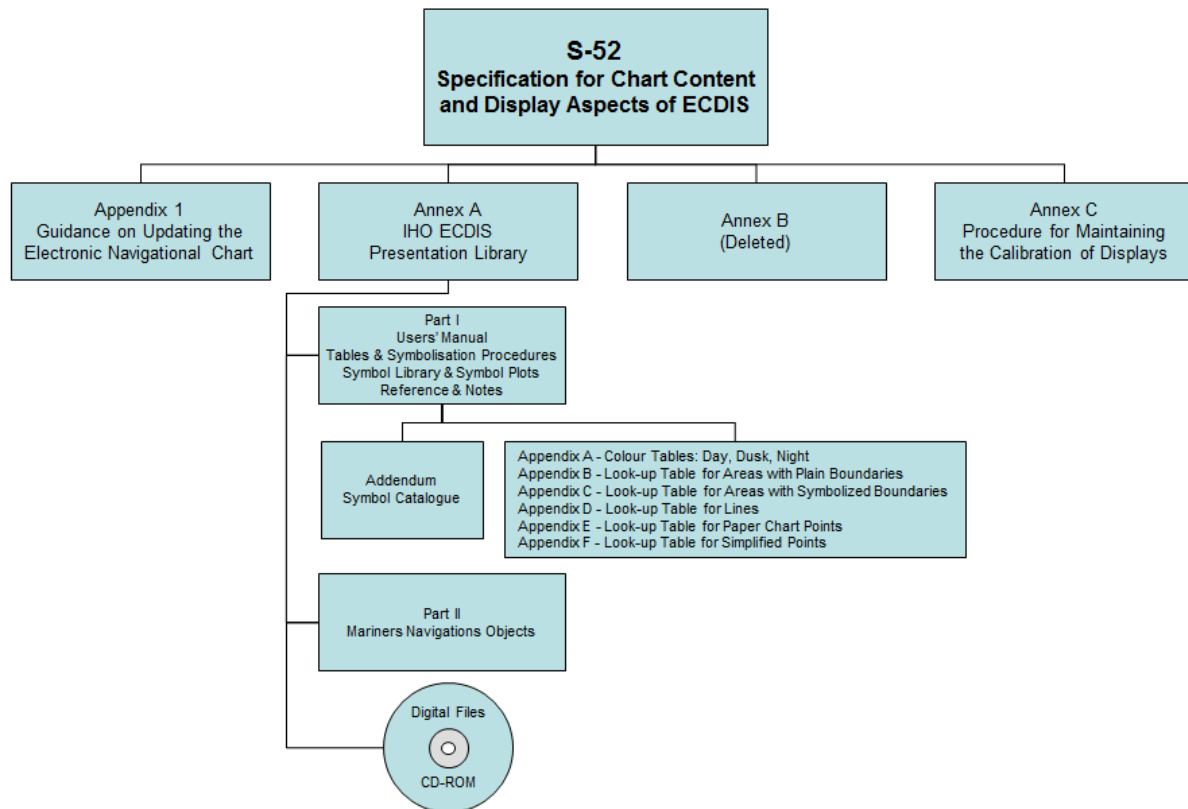 S-52
Specification for Chart Content
and Display Aspects of ECDIS
Appendix 1
Guidance on Updating the
Electronic Navigational Chart
Annex A
IHO ECDIS
Presentation Library
Annex B
(Deleted)
Annex C
Procedure for Maintaining
the Calibration of Displays
Part I
Users' Manual
Tables & Symbolisation Procedures
Symbol Library & Symbol Plots
Reference & Notes
Addendum
Symbol Catalogue
Appendix A - Colour Tables: Day, Dusk, Night
Appendix B - Look-up Table for Areas with Plain Boundaries
Appendix C - Look-up Table for Areas with Symbolized Boundaries
Appendix D - Look-up Table for Lines
Appendix E - Look-up Table for Paper Chart Points
Appendix F - Look-up Table for Simplified Points
Part II
Mariners Navigations Objects
Digital Files
CD-ROM